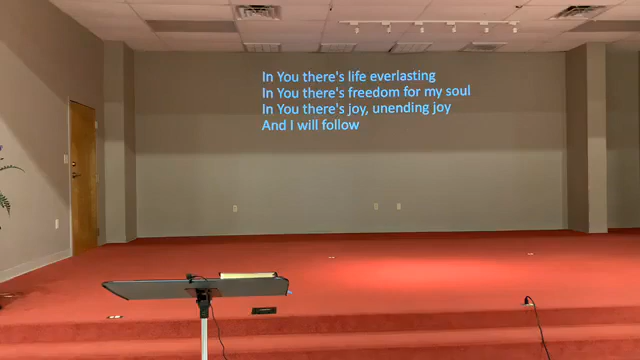 In You there's life everlasting
In You there's freedom for my soul
In You there's joy, unending joy
And I will follow